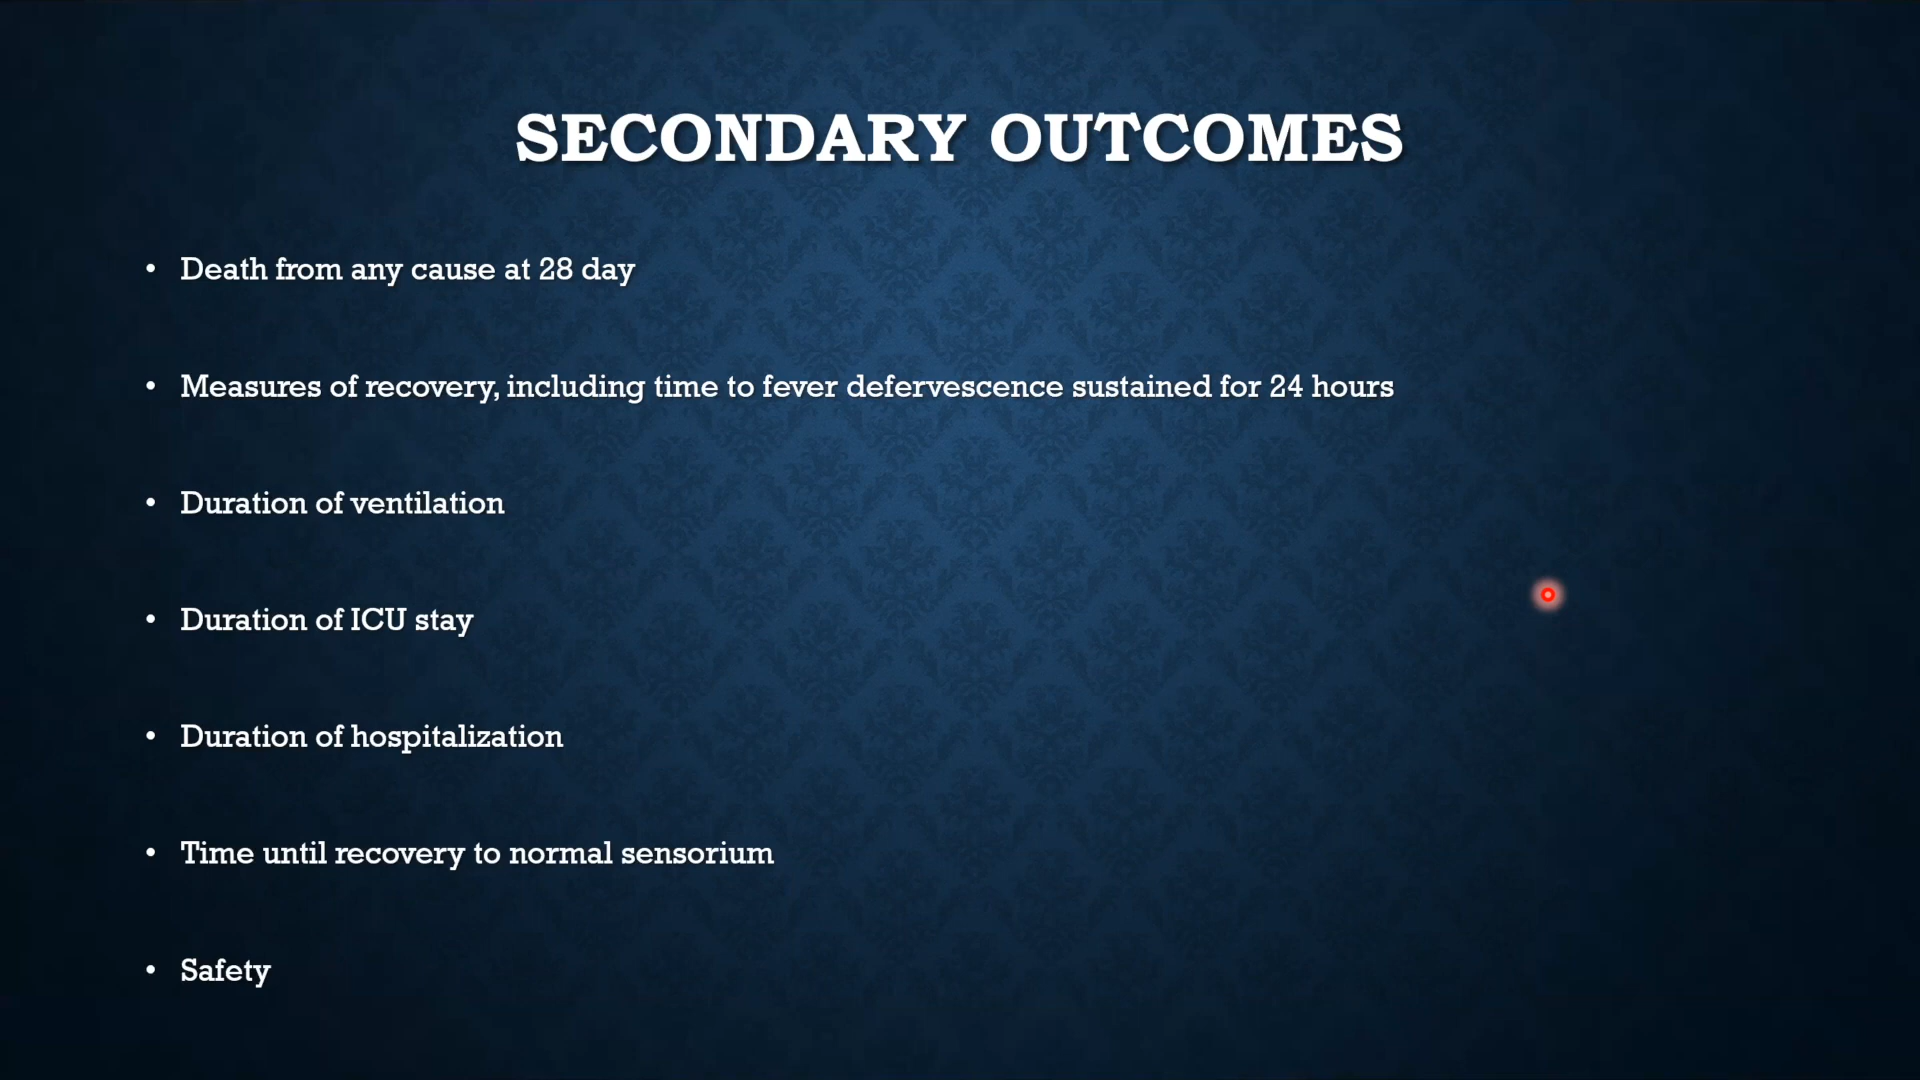 SECONDARY OUTCOMES
• Death from any cause at 28 day
• Measures of recovery, including time to fever defervescence sustained for 24 hours
• Duration of ventilation
• Duration of ICU stay
• Duration of hospitalization
• Time until recovery to normal sensorium
• Safety